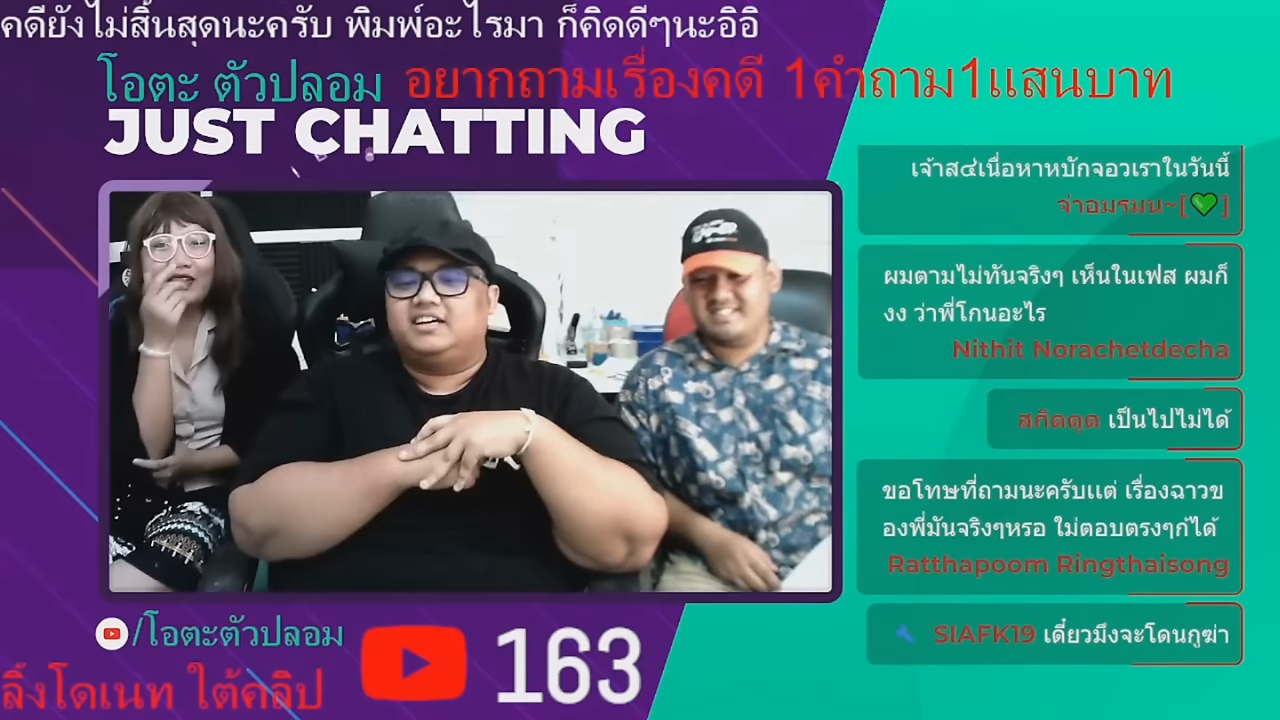 คดียังไม่สิ้นสุดนะครับ พิมพ์อะไรมา ก็คิดดีๆนะอิอิ
โอตะ ตัวปลอม อยากถามเรื่องคดี 1คำถาม1แสนบาท
JUST CHATTING
เจ้าส๔เนื่อหาหบักจอวเราในวันนี้
จ่าอมรมน~[💚]
ผมตามไม่ทันจริงๆ เห็นในเฟส ผมก็
งง ว่าพี่โกนอะไร
Nithit Norachetdecha
สกิดตูด เป็นไปไม่ได้
ขอโทษที่ถามนะครับแต่ เรื่องฉาวข
องพี่มันจริงๆหรอ ใม่ตอบตรงๆก้ได้
Ratthapoom Ringthaisong
SIAFK19 เดี๋ยวมึงจะโดนกูฆ่า
/โอตะตัวปลอม
163
ลิ้งโดเนท ใต้คลิป